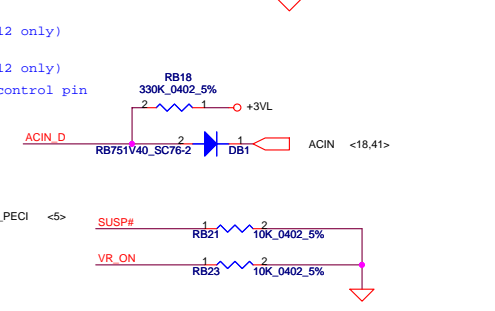 12 only)
12 only)
control pin
RB18
330K_0402_5%
2 1 +3VL
ACIN_D
2 1
RB751V40_SC76-2 DB1
ACIN <18,41>
_PECI <5>
SUSP#
1 2
RB21 10K_0402_5%
VR_ON
1 2
RB23 10K_0402_5%